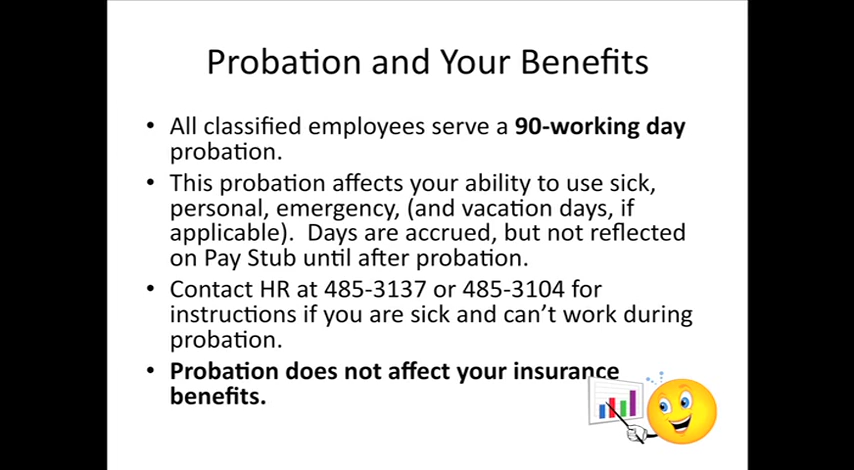 Probation and Your Benefits
• All classified employees serve a 90-working day
probation.
• This probation affects your ability to use sick,
personal, emergency, (and vacation days, if
applicable).  Days are accrued, but not reflected
on Pay Stub until after probation.
• Contact HR at 485-3137 or 485-3104 for
instructions if you are sick and can’t work during
probation.
• Probation does not affect your insurance
benefits.